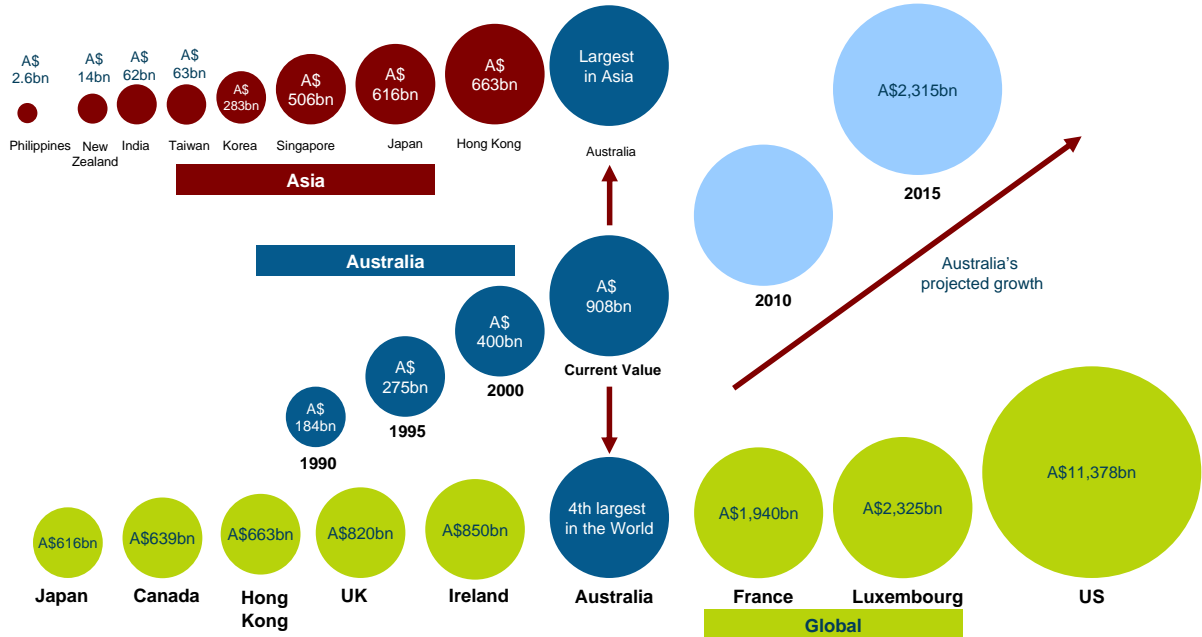 A$
2.6bn
A$
14bn
A$
62bn
A$
63bn
A$
283bn
A$
506bn
A$
616bn
A$
663bn
Largest
in Asia
Philippines
New
Zealand
India
Taiwan
Korea
Singapore
Japan
Hong Kong
Australia
Asia
A$2,315bn
2015
2010
Australia's
projected growth
Australia
A$
908bn
Current Value
A$
400bn
2000
A$
275bn
1995
A$
184bn
1990
A$616bn
A$639bn
A$663bn
A$820bn
A$850bn
4th largest
in the World
A$1,940bn
A$2,325bn
A$11,378bn
Japan
Canada
Hong
Kong
UK
Ireland
Australia
France
Luxembourg
US
Global